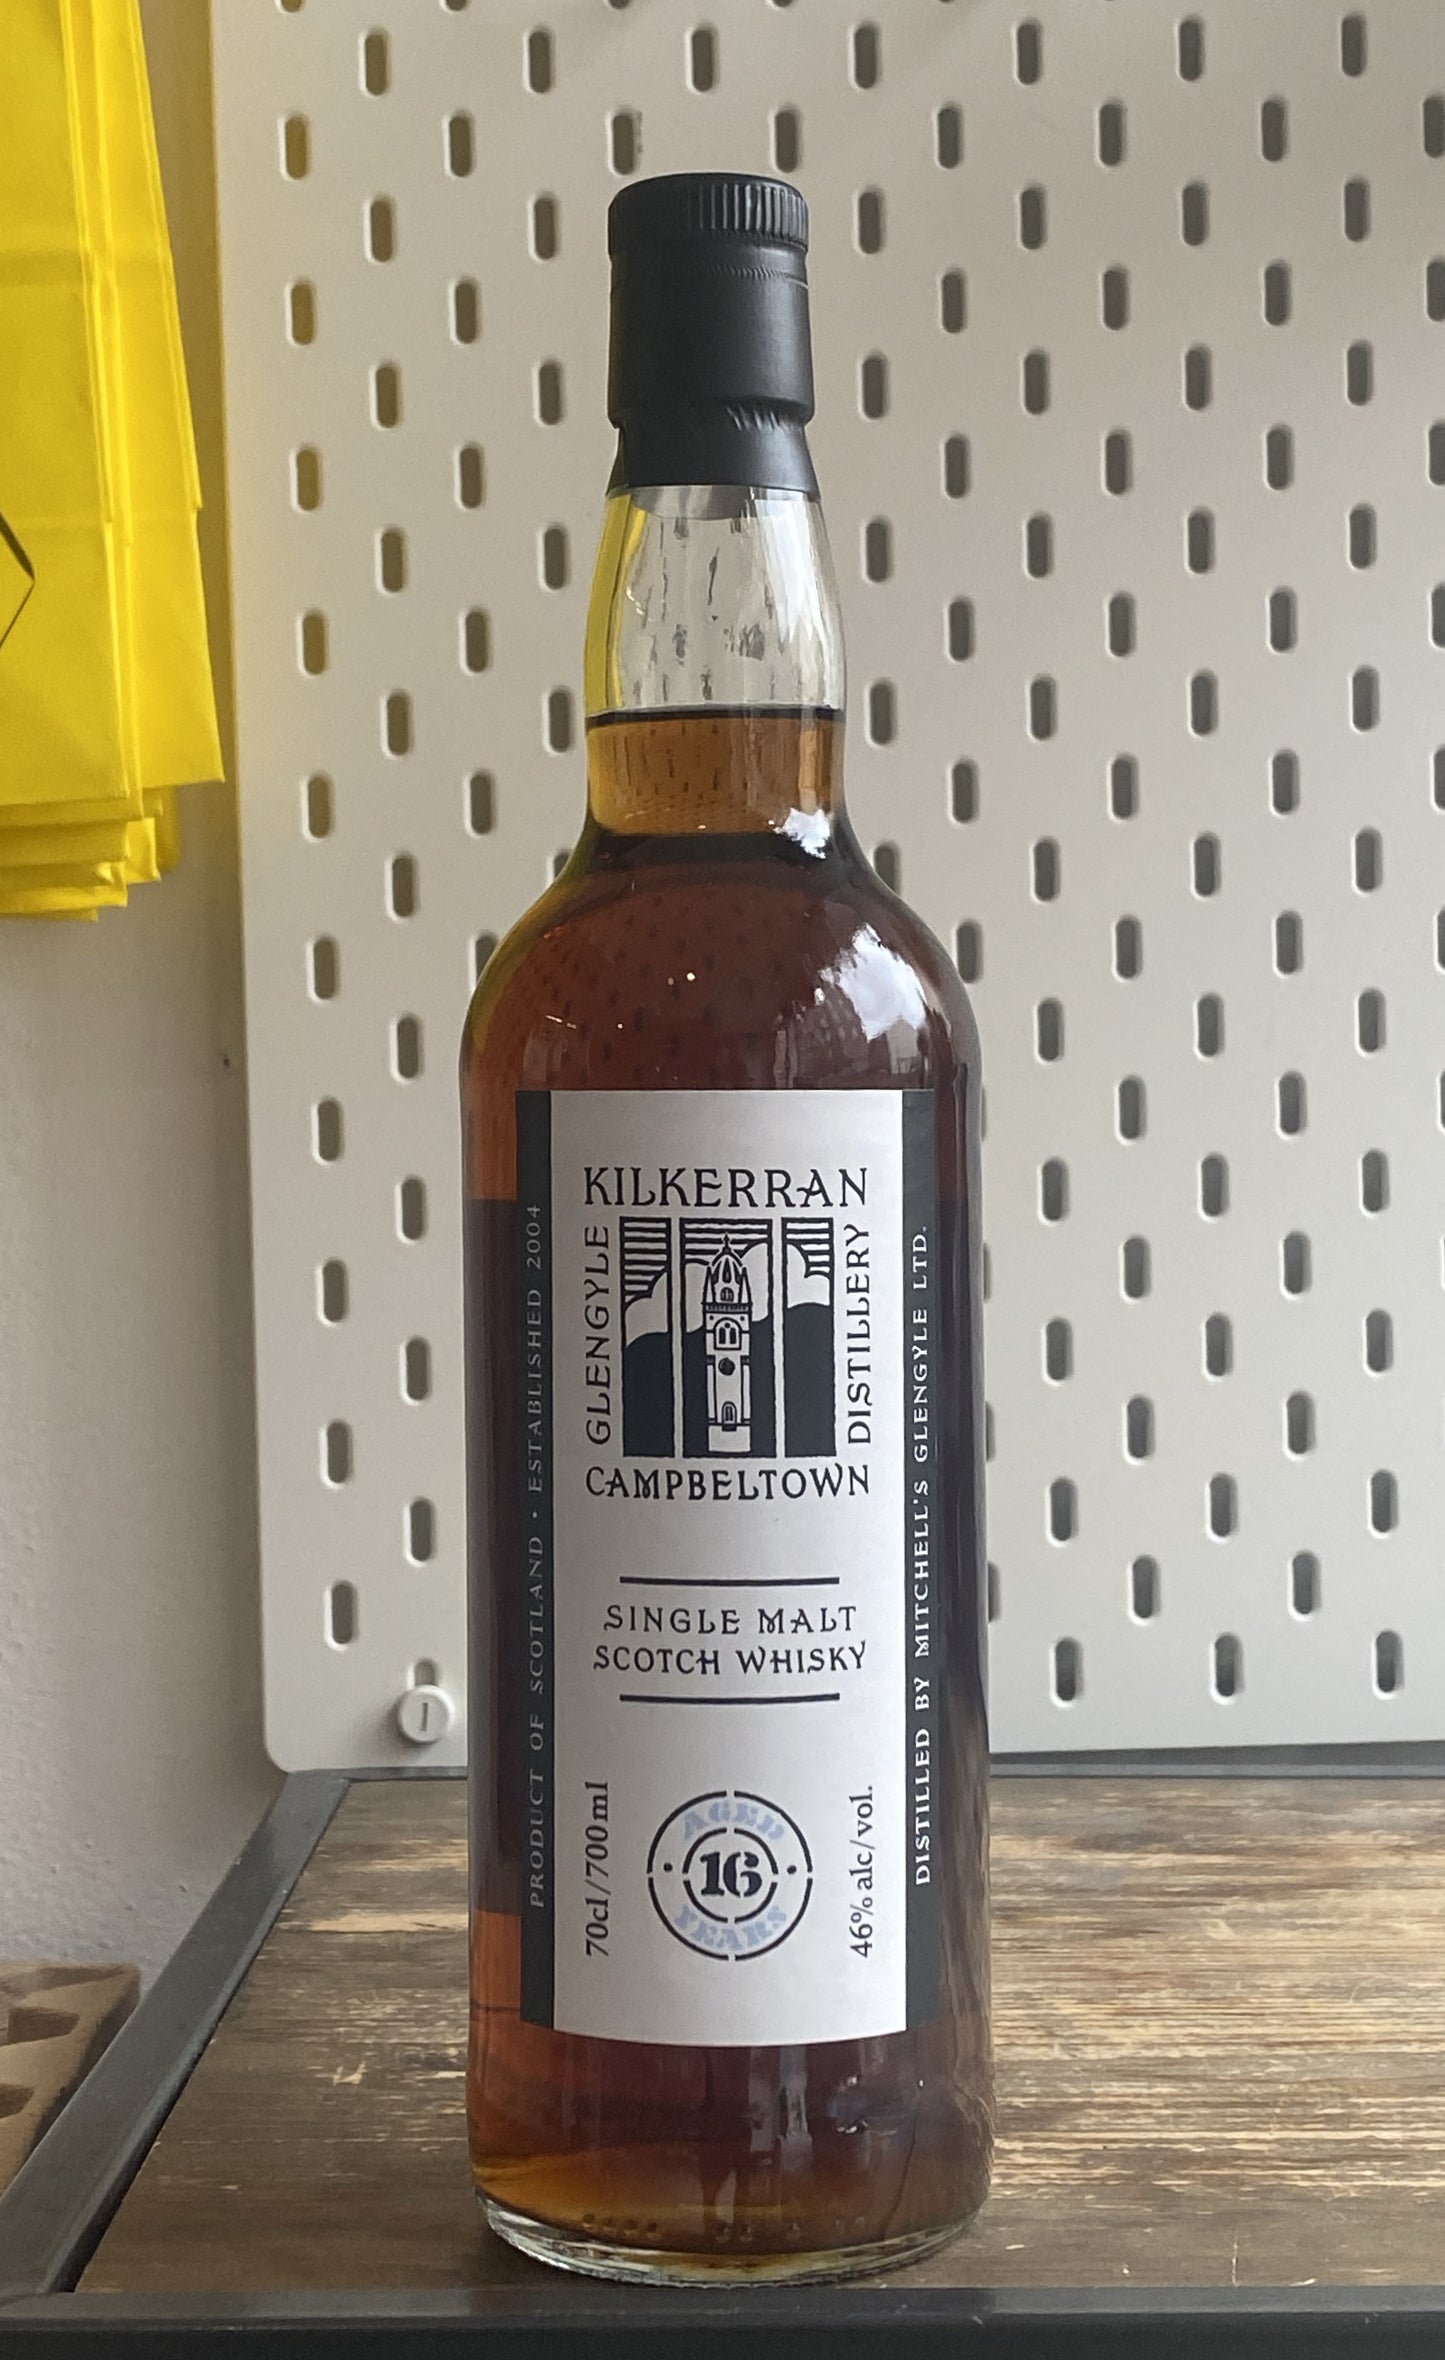 KILKERRAN
GLENGYLE
DISTILLERY
CAMPBELTOWN
PRODUCT OF SCOTLAND • ESTABLISHED 2004
DISTILLED BY MITCHELL'S GLENGYLE LTD.
SINGLE MALT
SCOTCH WHISKY
70cl/700ml
AGED
16
YEARS
46% alc/vol.